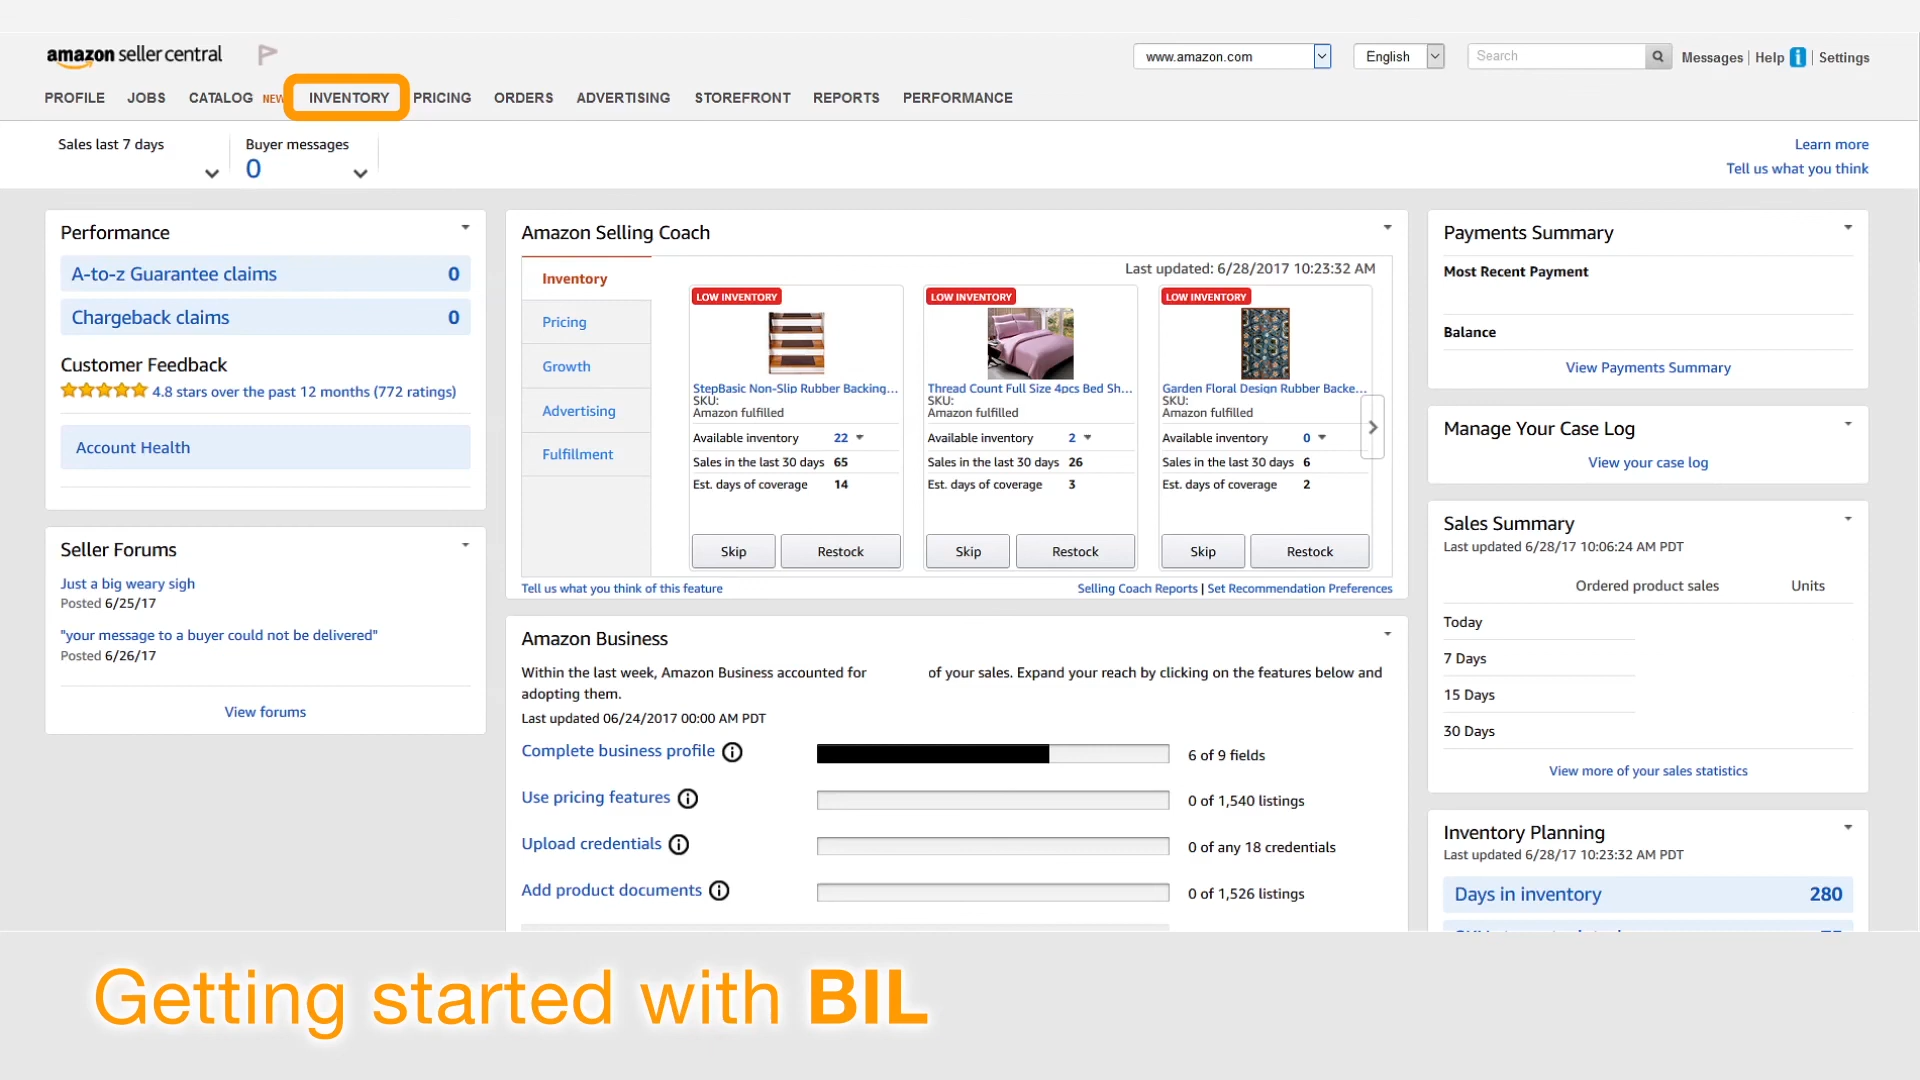 amazon seller central
www.amazon.com
English
Search
Messages | Help i | Settings
PROFILE JOBS CATALOG NEW INVENTORY PRICING ORDERS ADVERTISING STOREFRONT REPORTS PERFORMANCE
Sales last 7 days
Buyer messages
0
Learn more
Tell us what you think
Performance
A-to-z Guarantee claims 0
Chargeback claims 0
Customer Feedback
4.8 stars over the past 12 months (772 ratings)
Account Health
Seller Forums
Just a big weary sigh
Posted 6/25/17
"your message to a buyer could not be delivered"
Posted 6/26/17
View forums
Amazon Selling Coach
Last updated: 6/28/2017 10:23:32 AM
Inventory
Pricing
Growth
Advertising
Fulfillment
LOW INVENTORY
StepBasic Non-Slip Rubber Backing...
SKU:
Amazon fulfilled
Available inventory 22
Sales in the last 30 days 65
Est. days of coverage 14
Skip Restock
LOW INVENTORY
Thread Count Full Size 4pcs Bed Sh...
SKU:
Amazon fulfilled
Available inventory 2
Sales in the last 30 days 26
Est. days of coverage 3
Skip Restock
LOW INVENTORY
Garden Floral Design Rubber Backe...
SKU:
Amazon fulfilled
Available inventory 0
Sales in the last 30 days 6
Est. days of coverage 2
Skip Restock
Tell us what you think of this feature
Selling Coach Reports | Set Recommendation Preferences
Amazon Business
Within the last week, Amazon Business accounted for of your sales. Expand your reach by clicking on the features below and
adopting them.
Last updated 06/24/2017 00:00 AM PDT
Complete business profile 6 of 9 fields
Use pricing features 0 of 1,540 listings
Upload credentials 0 of any 18 credentials
Add product documents 0 of 1,526 listings
Payments Summary
Most Recent Payment
Balance
View Payments Summary
Manage Your Case Log
View your case log
Sales Summary
Last updated 6/28/17 10:06:24 AM PDT
Ordered product sales Units
Today
7 Days
15 Days
30 Days
View more of your sales statistics
Inventory Planning
Last updated 6/28/17 10:23:32 AM PDT
Days in inventory 280
Getting started with BIL